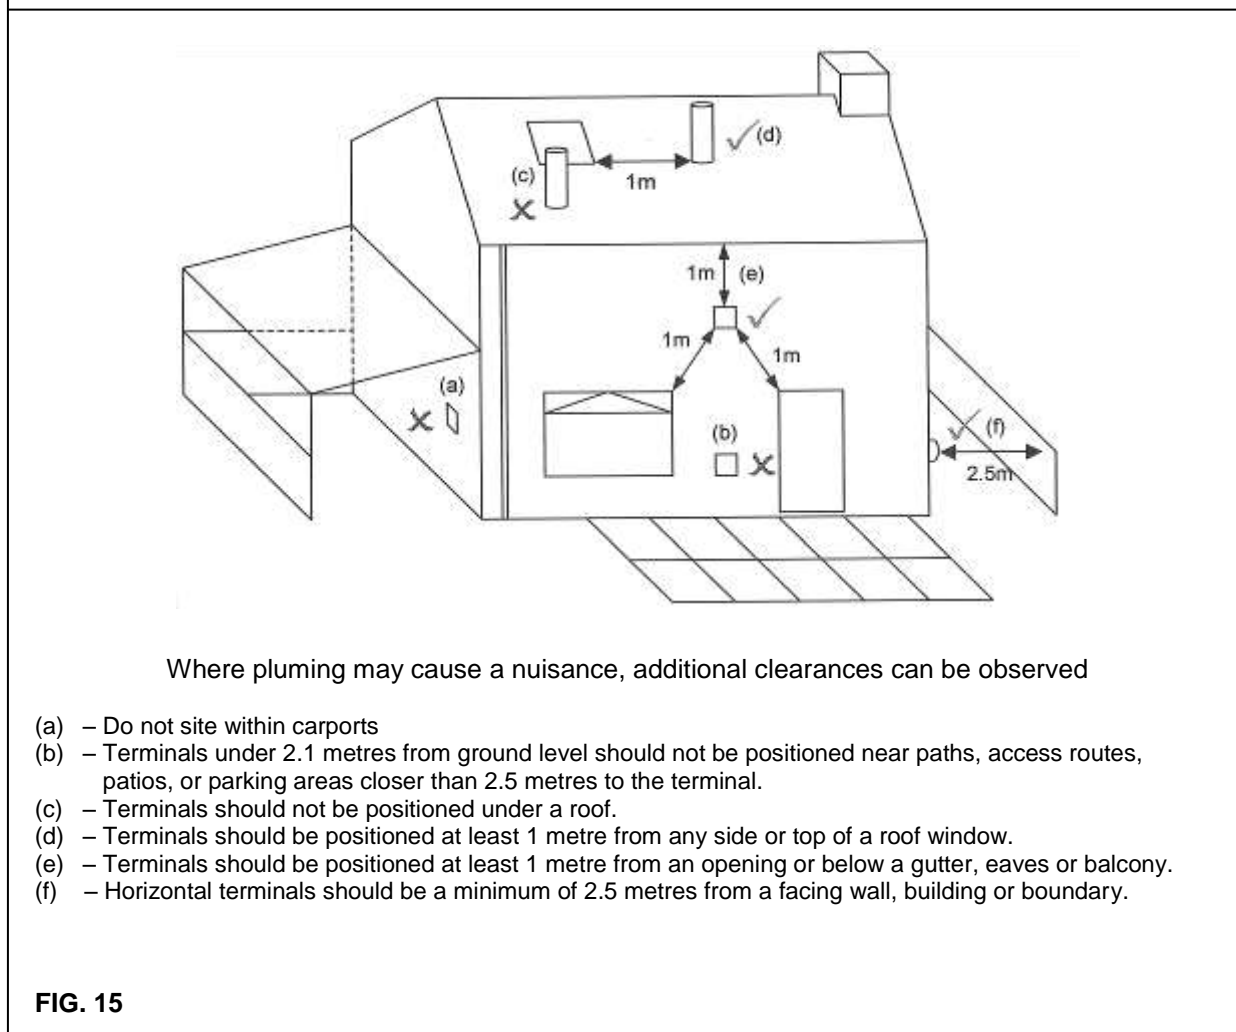 (d)
1m
(c)
1m (e)
1m
1m
(a)
(b)
(f)
2.5m
Where pluming may cause a nuisance, additional clearances can be observed
(a) – Do not site within carports
(b) – Terminals under 2.1 metres from ground level should not be positioned near paths, access routes,
patios, or parking areas closer than 2.5 metres to the terminal.
(c) – Terminals should not be positioned under a roof.
(d) – Terminals should be positioned at least 1 metre from any side or top of a roof window.
(e) – Terminals should be positioned at least 1 metre from an opening or below a gutter, eaves or balcony.
(f) – Horizontal terminals should be a minimum of 2.5 metres from a facing wall, building or boundary.
FIG. 15